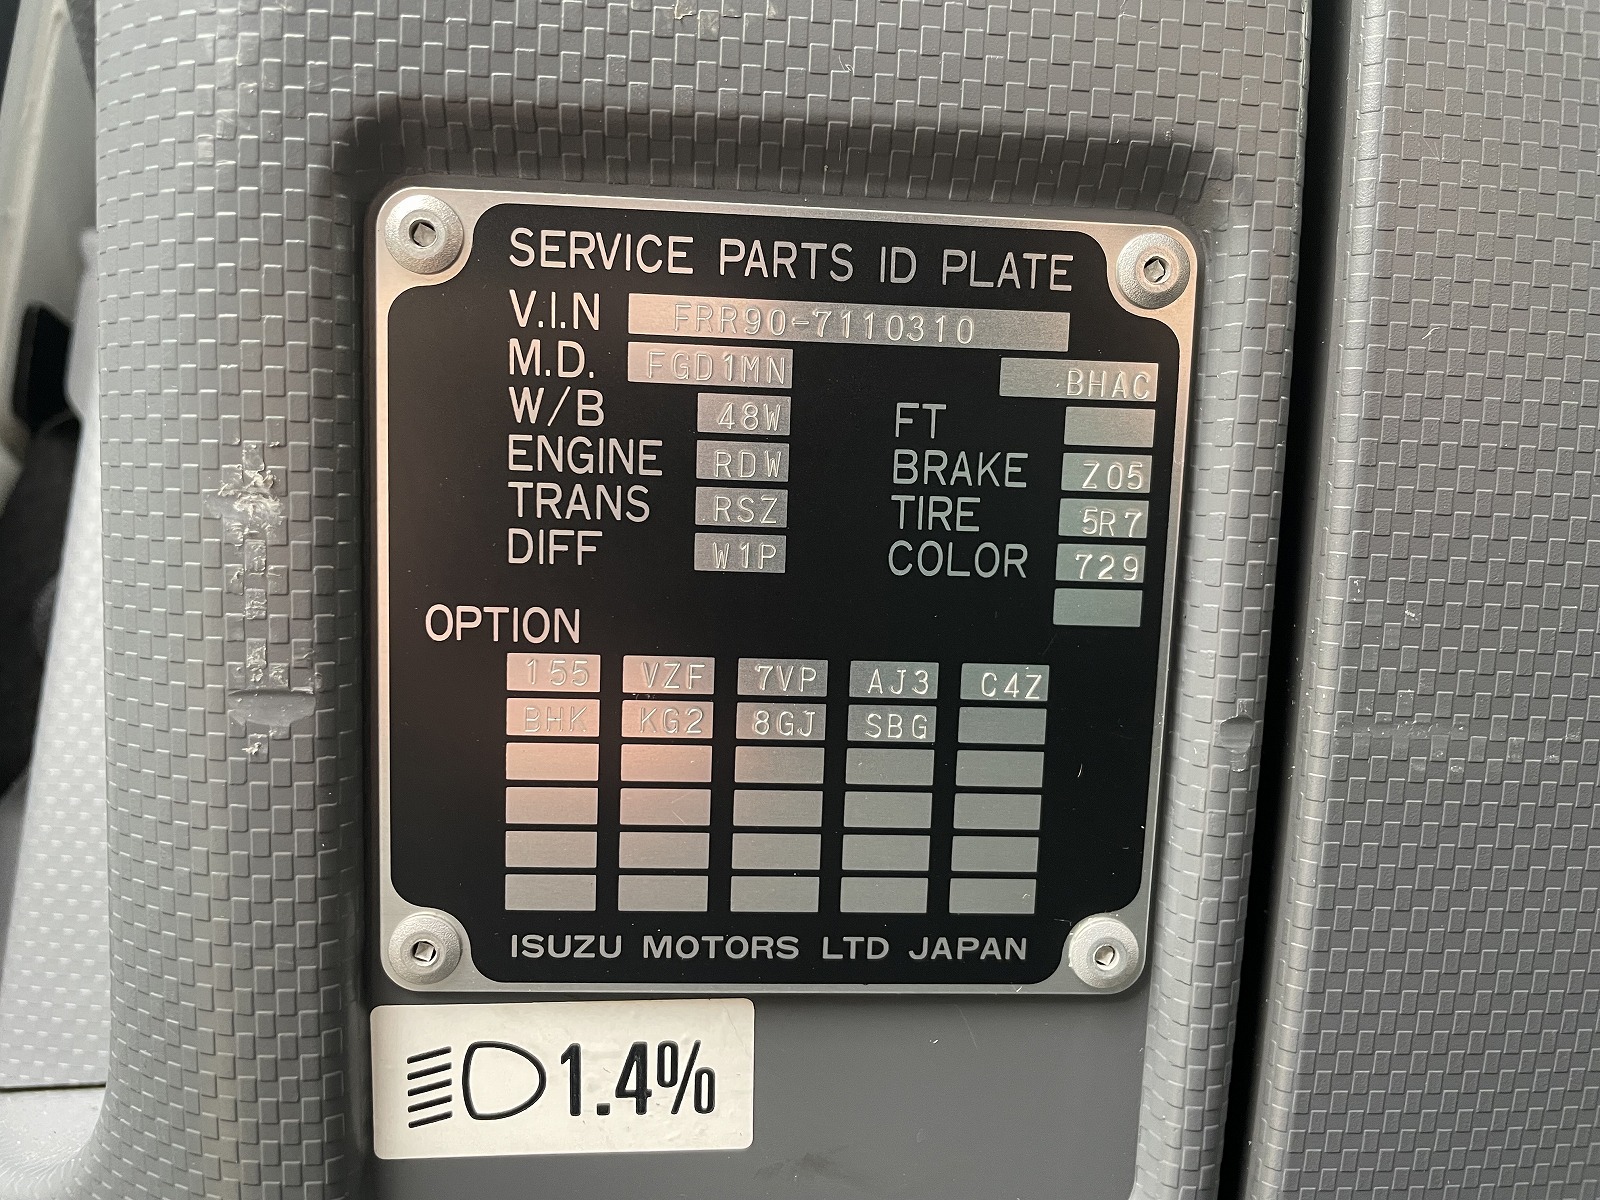 SERVICE PARTS ID PLATE
V.I.N FRR90-7110310
M.D. FGD1MN BHAC
W/B 48W FT
ENGINE RDW BRAKE Z05
TRANS RSZ TIRE 5R7
DIFF W1P COLOR 729
OPTION
155 VZF 7VP AJ3 C4Z
BHK KG2 8GJ SBG
ISUZU MOTORS LTD JAPAN
1.4%